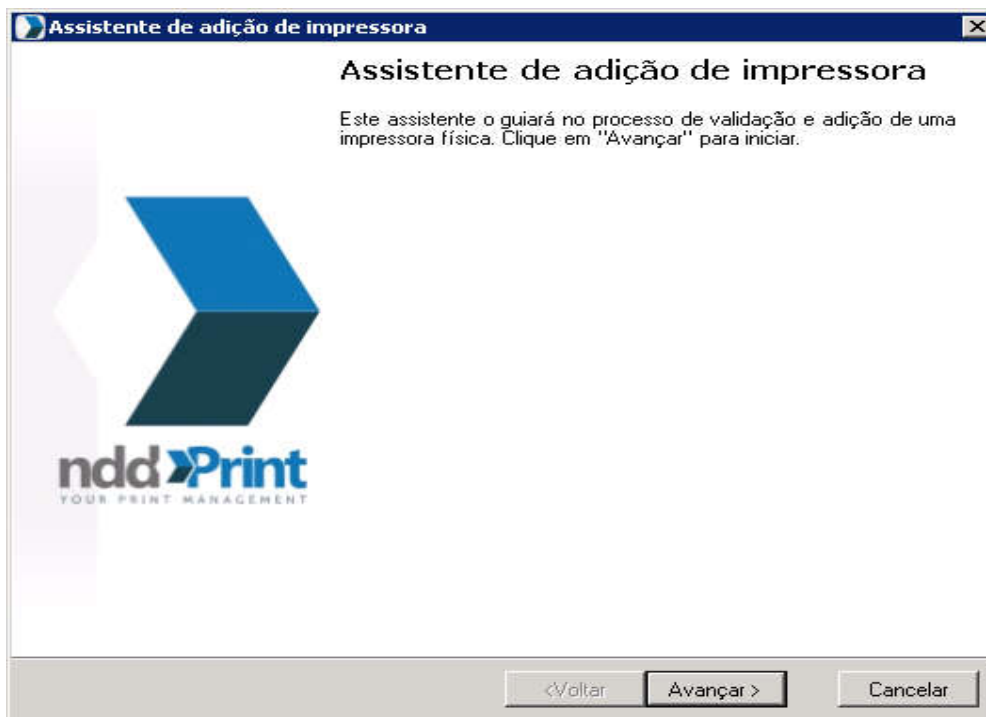 Assistente de adição de impressora
Assistente de adição de impressora
Este assistente o guiará no processo de validação e adição de uma
impressora física. Clique em "Avançar" para iniciar.
ndd Print
YOUR PRINT MANAGEMENT
<Voltar
Avançar >
Cancelar